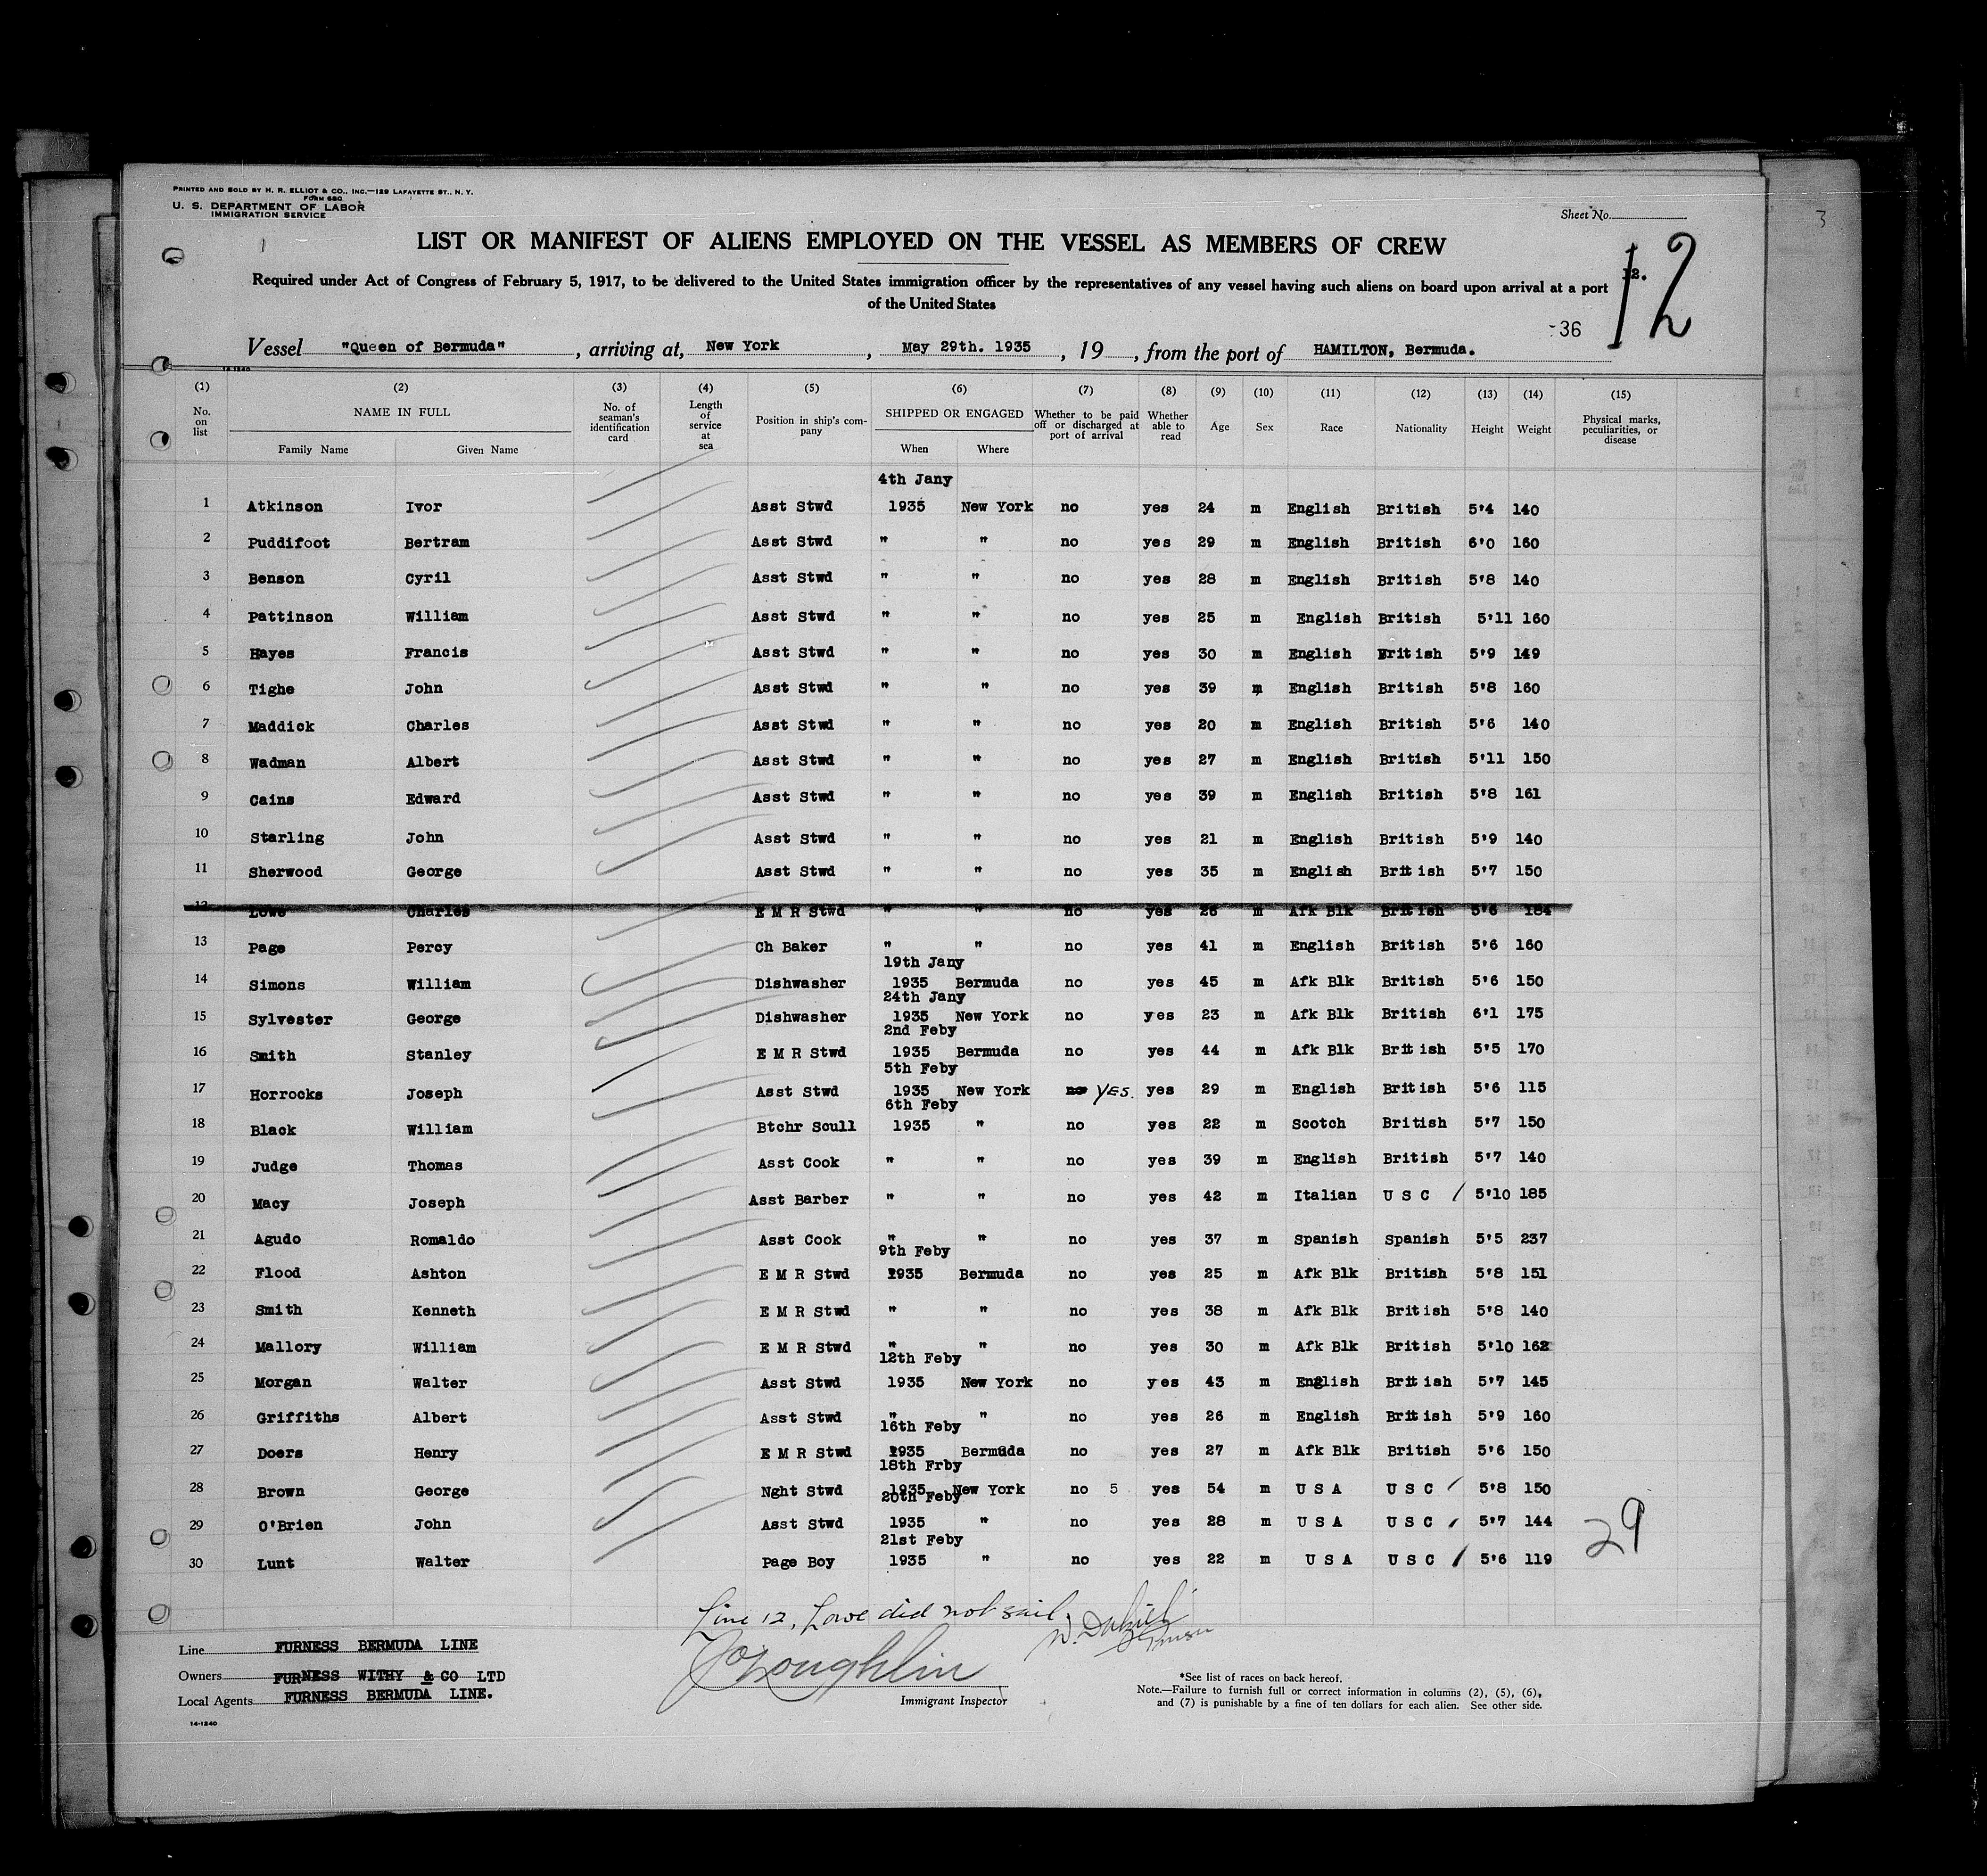 PRINTED AND SOLD BY H. R. ELLIOT & CO., INC.—129 LAFAYETTE ST., N. Y.
FORM 680
U. S. DEPARTMENT OF LABOR
IMMIGRATION SERVICE
Sheet No.
LIST OR MANIFEST OF ALIENS EMPLOYED ON THE VESSEL AS MEMBERS OF CREW
12
12.
Required under Act of Congress of February 5, 1917, to be delivered to the United States immigration officer by the representatives of any vessel having such aliens on board upon arrival at a port
of the United States
-36
Vessel "Queen of Bermuda" , arriving at, New York , May 29th. 1935 , 19 , from the port of HAMILTON, Bermuda.
14-1240
(1) (2) (3) (4) (5) (6) (7) (8) (9) (10) (11) (12) (13) (14) (15)
No. on list NAME IN FULL Family Name Given Name No. of seaman's identification card Length of service at sea Position in ship's company SHIPPED OR ENGAGED When Where Whether to be paid off or discharged at port of arrival Whether able to read Age Sex Race Nationality Height Weight Physical marks, peculiarities, or disease
4th Jany
1 Atkinson Ivor Asst Stwd 1935 New York no yes 24 m English British 5'4 140
2 Puddifoot Bertram Asst Stwd " " no yes 29 m English British 6'0 160
3 Benson Cyril Asst Stwd " " no yes 28 m English British 5'8 140
4 Pattinson William Asst Stwd " " no yes 25 m English British 5'11 160
5 Hayes Francis Asst Stwd " " no yes 30 m English British 5'9 149
6 Tighe John Asst Stwd " " no yes 39 m English British 5'8 160
7 Maddick Charles Asst Stwd " " no yes 20 m English British 5'6 140
8 Wadman Albert Asst Stwd " " no yes 27 m English British 5'11 150
9 Cains Edward Asst Stwd " " no yes 39 m English British 5'8 161
10 Starling John Asst Stwd " " no yes 21 m English British 5'9 140
11 Sherwood George Asst Stwd " " no yes 35 m English British 5'7 150
12 Lowe Charles E M R Stwd " " no yes 26 m Afk Blk British 5'6 184
13 Page Percy Ch Baker " " no yes 41 m English British 5'6 160
19th Jany
14 Simons William Dishwasher 1935 Bermuda no yes 45 m Afk Blk British 5'6 150
24th Jany
15 Sylvester George Dishwasher 1935 New York no yes 23 m Afk Blk British 6'1 175
2nd Feby
16 Smith Stanley E M R Stwd 1935 Bermuda no yes 44 m Afk Blk British 5'5 170
5th Feby
17 Horrocks Joseph Asst Stwd 1935 New York no YES. yes 29 m English British 5'6 115
6th Feby
18 Black William Btchr Scull 1935 " no yes 22 m Scotch British 5'7 150
19 Judge Thomas Asst Cook " " no yes 39 m English British 5'7 140
20 Macy Joseph Asst Barber " " no yes 42 m Italian U S C / 5'10 185
21 Agudo Romaldo Asst Cook " " no yes 37 m Spanish Spanish 5'5 237
9th Feby
22 Flood Ashton E M R Stwd 1935 Bermuda no yes 25 m Afk Blk British 5'8 151
23 Smith Kenneth E M R Stwd " " no yes 38 m Afk Blk British 5'8 140
24 Mallory William E M R Stwd " " no yes 30 m Afk Blk British 5'10 162
12th Feby
25 Morgan Walter Asst Stwd 1935 New York no yes 43 m English British 5'7 145
26 Griffiths Albert Asst Stwd " " no yes 26 m English British 5'9 160
16th Feby
27 Doers Henry E M R Stwd 1935 Bermuda no yes 27 m Afk Blk British 5'6 150
18th Frby
28 Brown George Nght Stwd 1935 New York no 5 yes 54 m U S A U S C / 5'8 150
20th Feby
29 O'Brien John Asst Stwd 1935 " no yes 28 m U S A U S C / 5'7 144
21st Feby
30 Lunt Walter Page Boy 1935 " no yes 22 m U S A U S C / 5'6 119
29
Line 12, Lowe did not sail.
Line FURNESS BERMUDA LINE
Owners FURNESS WITHY & CO LTD
Local Agents FURNESS BERMUDA LINE.
Immigrant Inspector
*See list of races on back hereof.
Note.—Failure to furnish full or correct information in columns (2), (5), (6),
and (7) is punishable by a fine of ten dollars for each alien. See other side.
14-1240